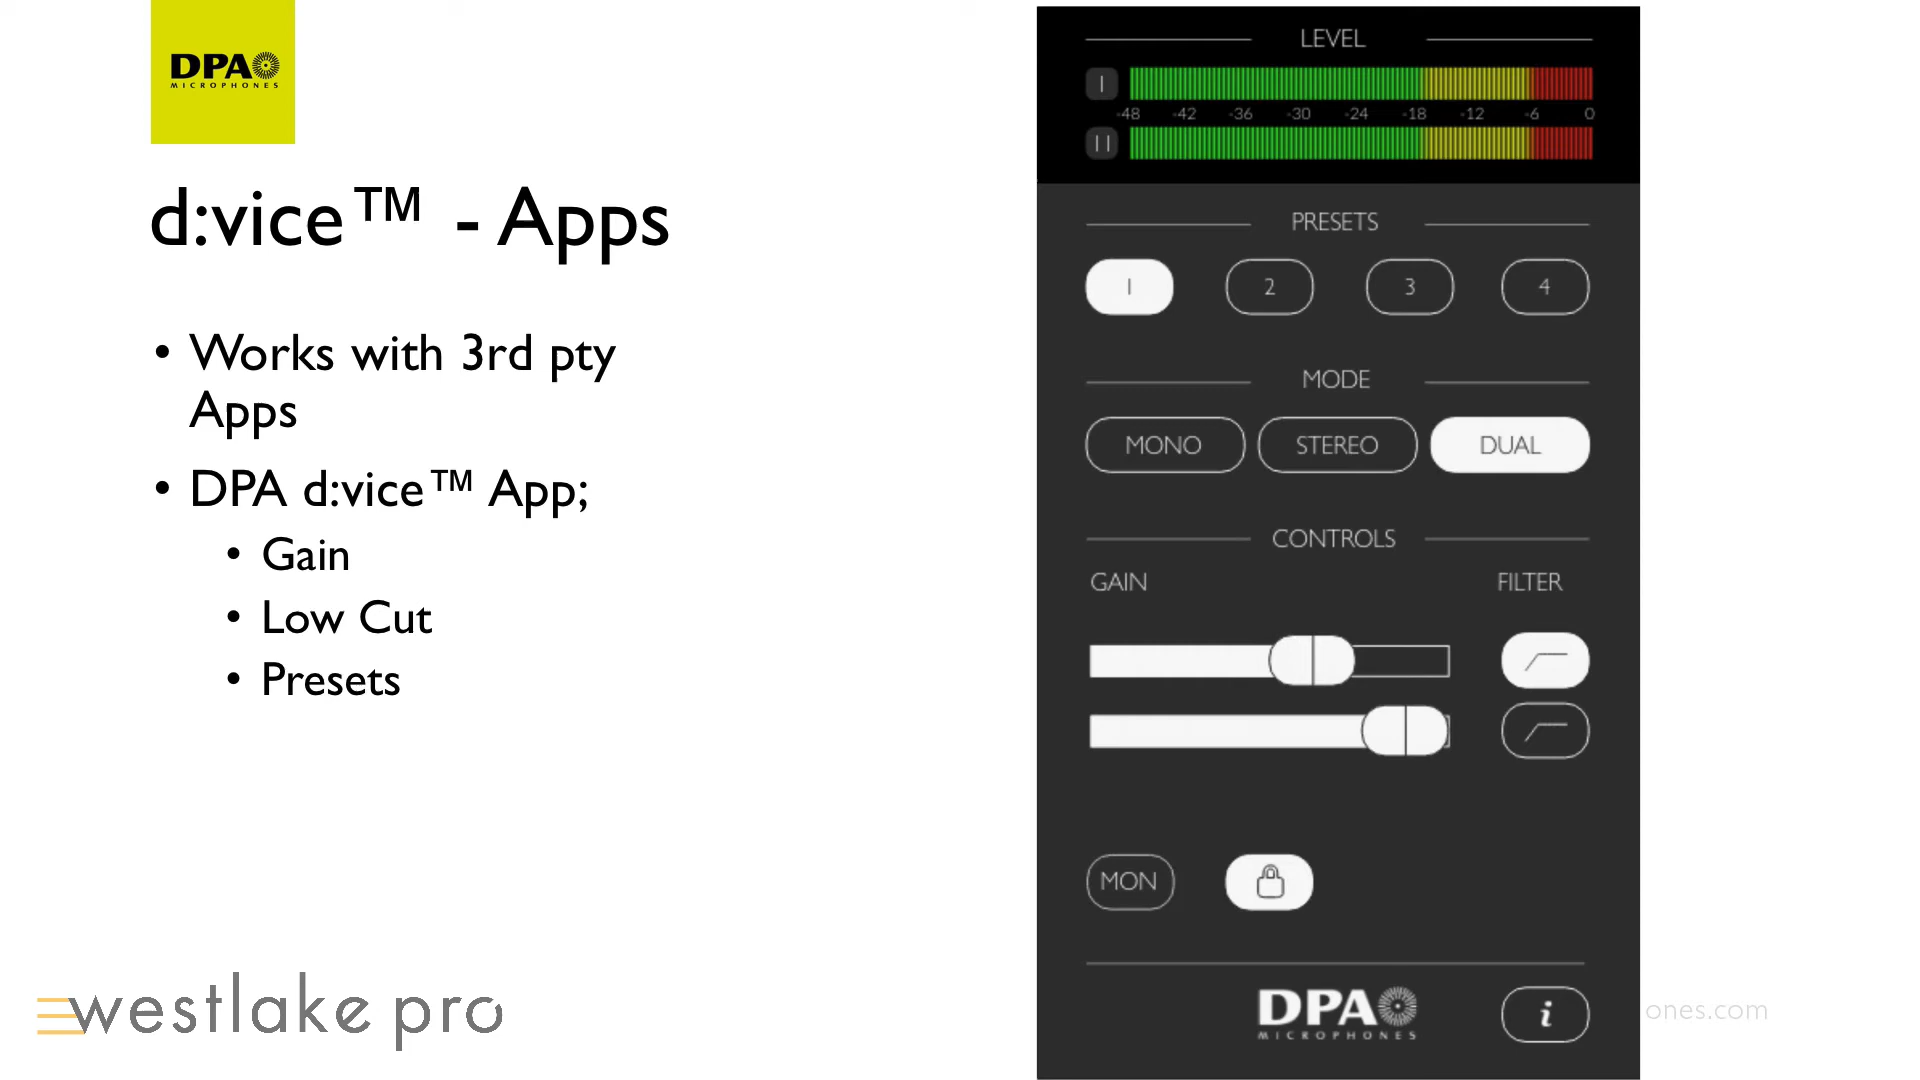 DPA
MICROPHONES
d:vice™ - Apps
• Works with 3rd pty
Apps
• DPA d:vice™ App;
• Gain
• Low Cut
• Presets
westlake pro
LEVEL
I
-48 -42 -36 -30 -24 -18 -12 -6 0
II
PRESETS
1 2 3 4
MODE
MONO STEREO DUAL
CONTROLS
GAIN FILTER
MON
DPA
MICROPHONES
i
ones.com